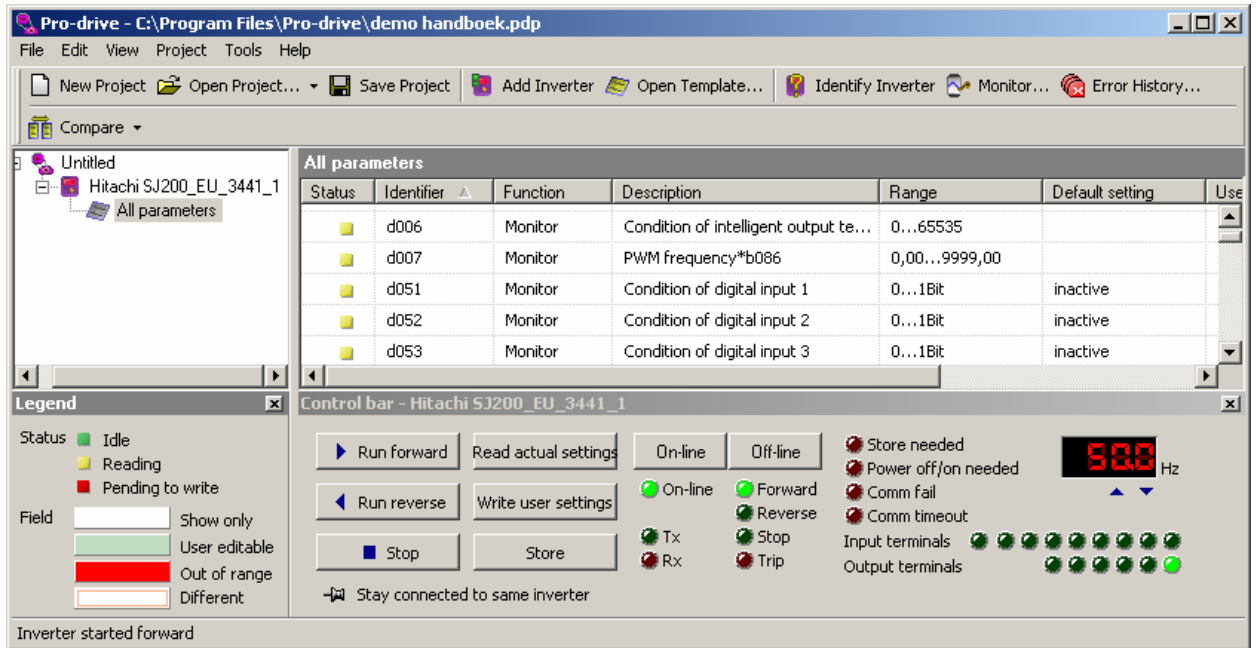 Pro-drive - C:\Program Files\Pro-drive\demo handboek.pdp
File Edit View Project Tools Help
New Project Open Project... Save Project Add Inverter Open Template... Identify Inverter Monitor... Error History...
Compare
Untitled
Hitachi SJ200_EU_3441_1
All parameters
All parameters
Status Identifier Function Description Range Default setting Use
d006 Monitor Condition of intelligent output te... 0...65535
d007 Monitor PWM frequency*b086 0,00...9999,00
d051 Monitor Condition of digital input 1 0...1Bit inactive
d052 Monitor Condition of digital input 2 0...1Bit inactive
d053 Monitor Condition of digital input 3 0...1Bit inactive
Legend
Status Idle
Reading
Pending to write
Field Show only
User editable
Out of range
Different
Control bar - Hitachi SJ200_EU_3441_1
Run forward Read actual settings On-line Off-line
Run reverse Write user settings On-line Forward
Reverse
Stop Store Tx Stop
Rx Trip
Stay connected to same inverter
Store needed
Power off/on needed
Comm fail
Comm timeout
50.0 Hz
Input terminals
Output terminals
Inverter started forward